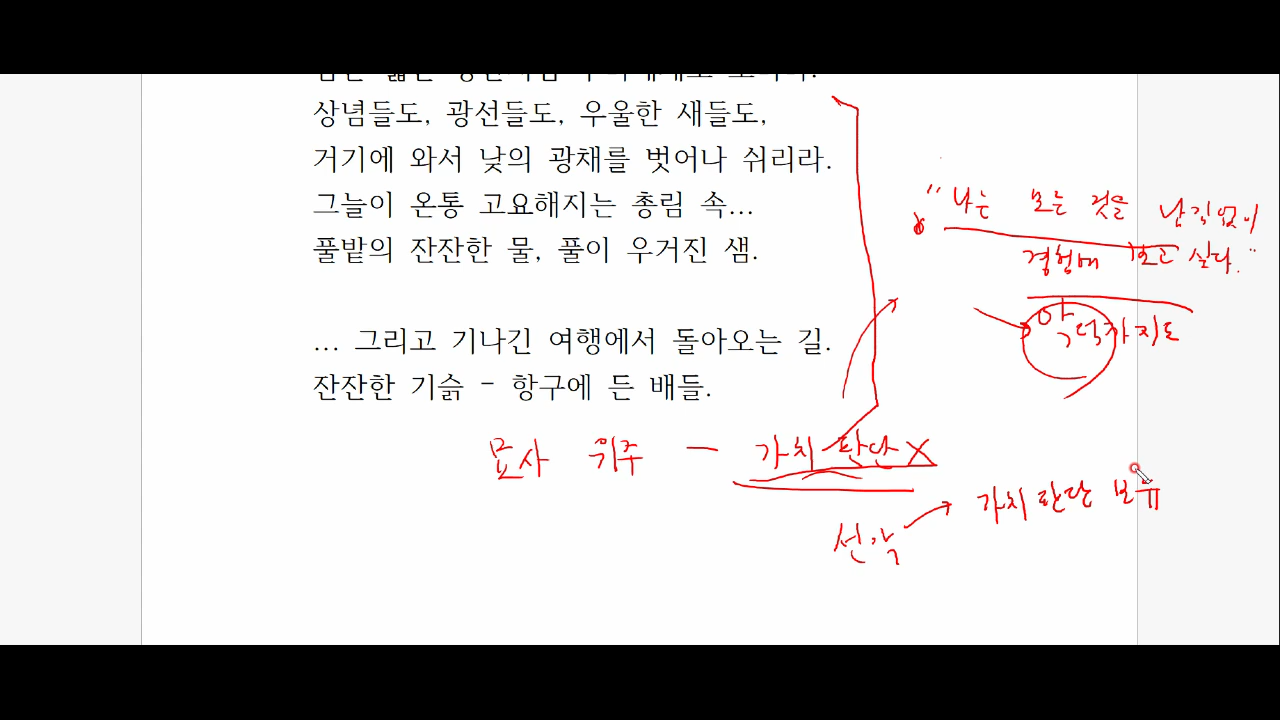 상념들도, 광선들도, 우울한 새들도,
거기에 와서 낮의 광채를 벗어나 쉬리라.
그늘이 온통 고요해지는 총림 속...
풀밭의 잔잔한 물, 풀이 우거진 샘.
... 그리고 기나긴 여행에서 돌아오는 길.
잔잔한 기슭 - 항구에 든 배들.
"나는 모든 것을 남김없이
경험해 보고 싶다."
악덕까지도
묘사 위주 - 가치 판단 X
선악
가치 판단 보류